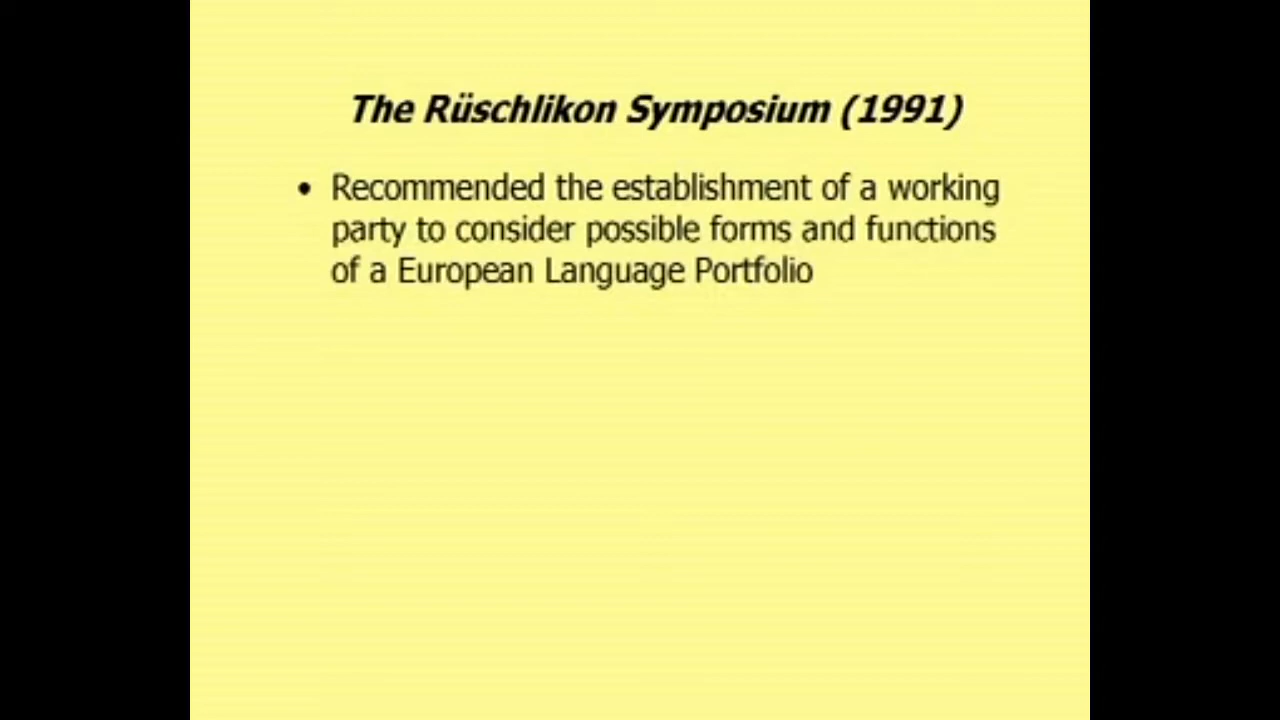 The Rüschlikon Symposium (1991)
• Recommended the establishment of a working
party to consider possible forms and functions
of a European Language Portfolio